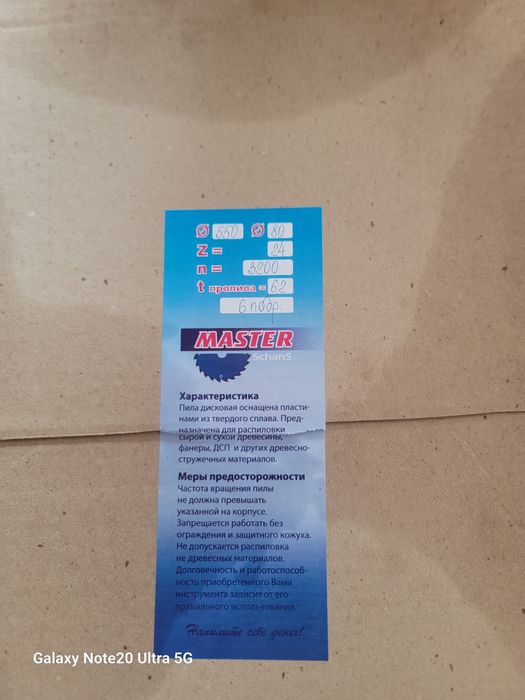 Ø 550 Ø 80
Z = 24
n = 3200
t пропила = 6,2
6 подр.
MASTER
SchanS
Характеристика
Пила дисковая оснащена пласти-
нами из твердого сплава. Пред-
назначена для распиловки
сырой и сухой древесины,
фанеры, ДСП и других древесно-
стружечных материалов.
Меры предосторожности
Частота вращения пилы
не должна превышать
указанной на корпусе.
Запрещается работать без
ограждения и защитного кожуха.
Не допускается распиловка
не древесных материалов.
Долговечность и работоспособ-
ность приобретенного Вами
инструмента зависит от его
правильного использования.
Напилите себе денег!
Galaxy Note20 Ultra 5G